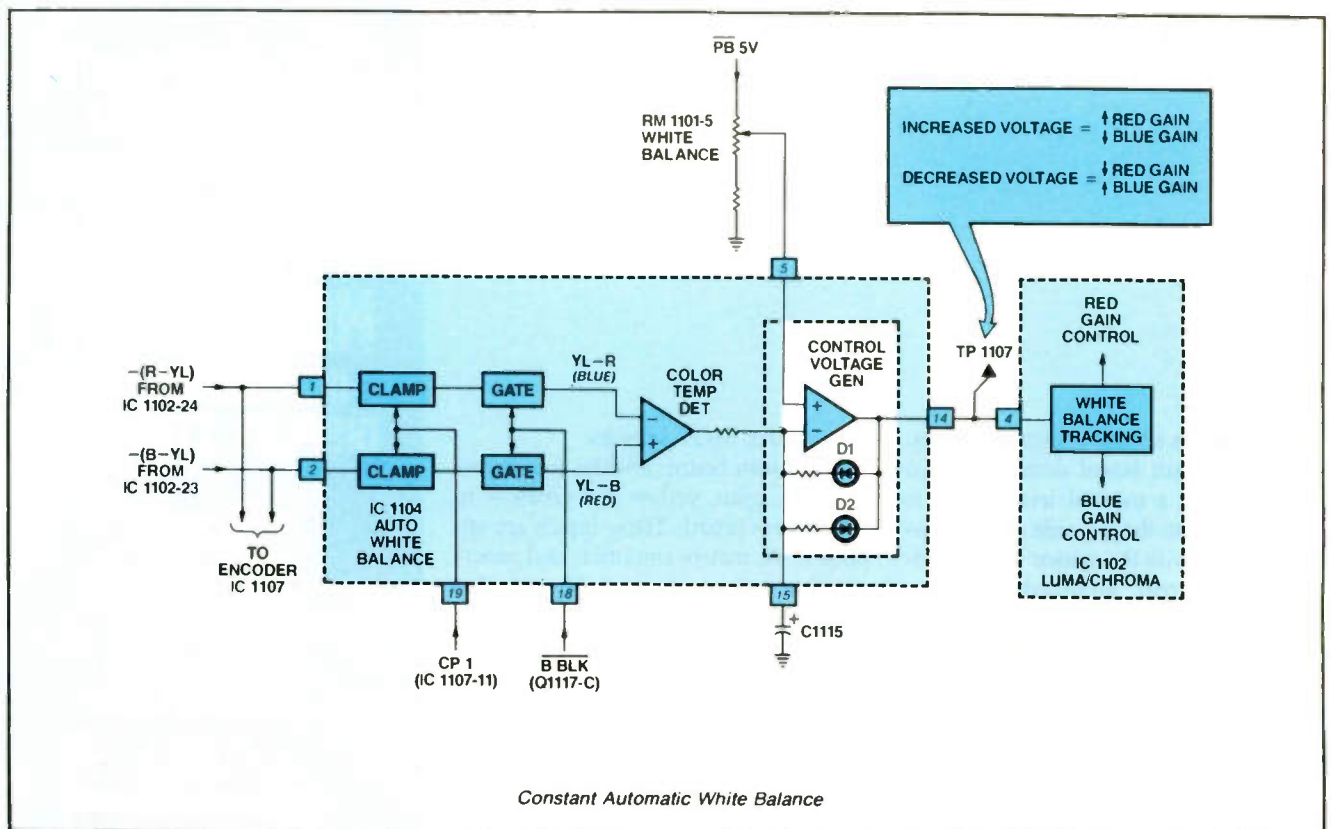 PB 5V
RM 1101-5
WHITE
BALANCE
INCREASED VOLTAGE = ↑ RED GAIN
↓ BLUE GAIN
DECREASED VOLTAGE = ↓ RED GAIN
↑ BLUE GAIN
5
TP 1107
RED
GAIN
CONTROL
-(R-YL)
FROM
IC 1102-24
1
CLAMP
GATE
YL-R
(BLUE)
COLOR
TEMP
DET
CONTROL
VOLTAGE
GEN
14
4
WHITE
BALANCE
TRACKING
-(B-YL)
FROM
IC 1102-23
2
CLAMP
GATE
YL-B
(RED)
- +
+ -
D1
D2
IC 1104
AUTO
WHITE
BALANCE
BLUE
GAIN
CONTROL
IC 1102
LUMA/CHROMA
TO
ENCODER
IC 1107
19
18
15
+
C1115
CP 1
(IC 1107-11)
B BLK
(Q1117-C)
Constant Automatic White Balance